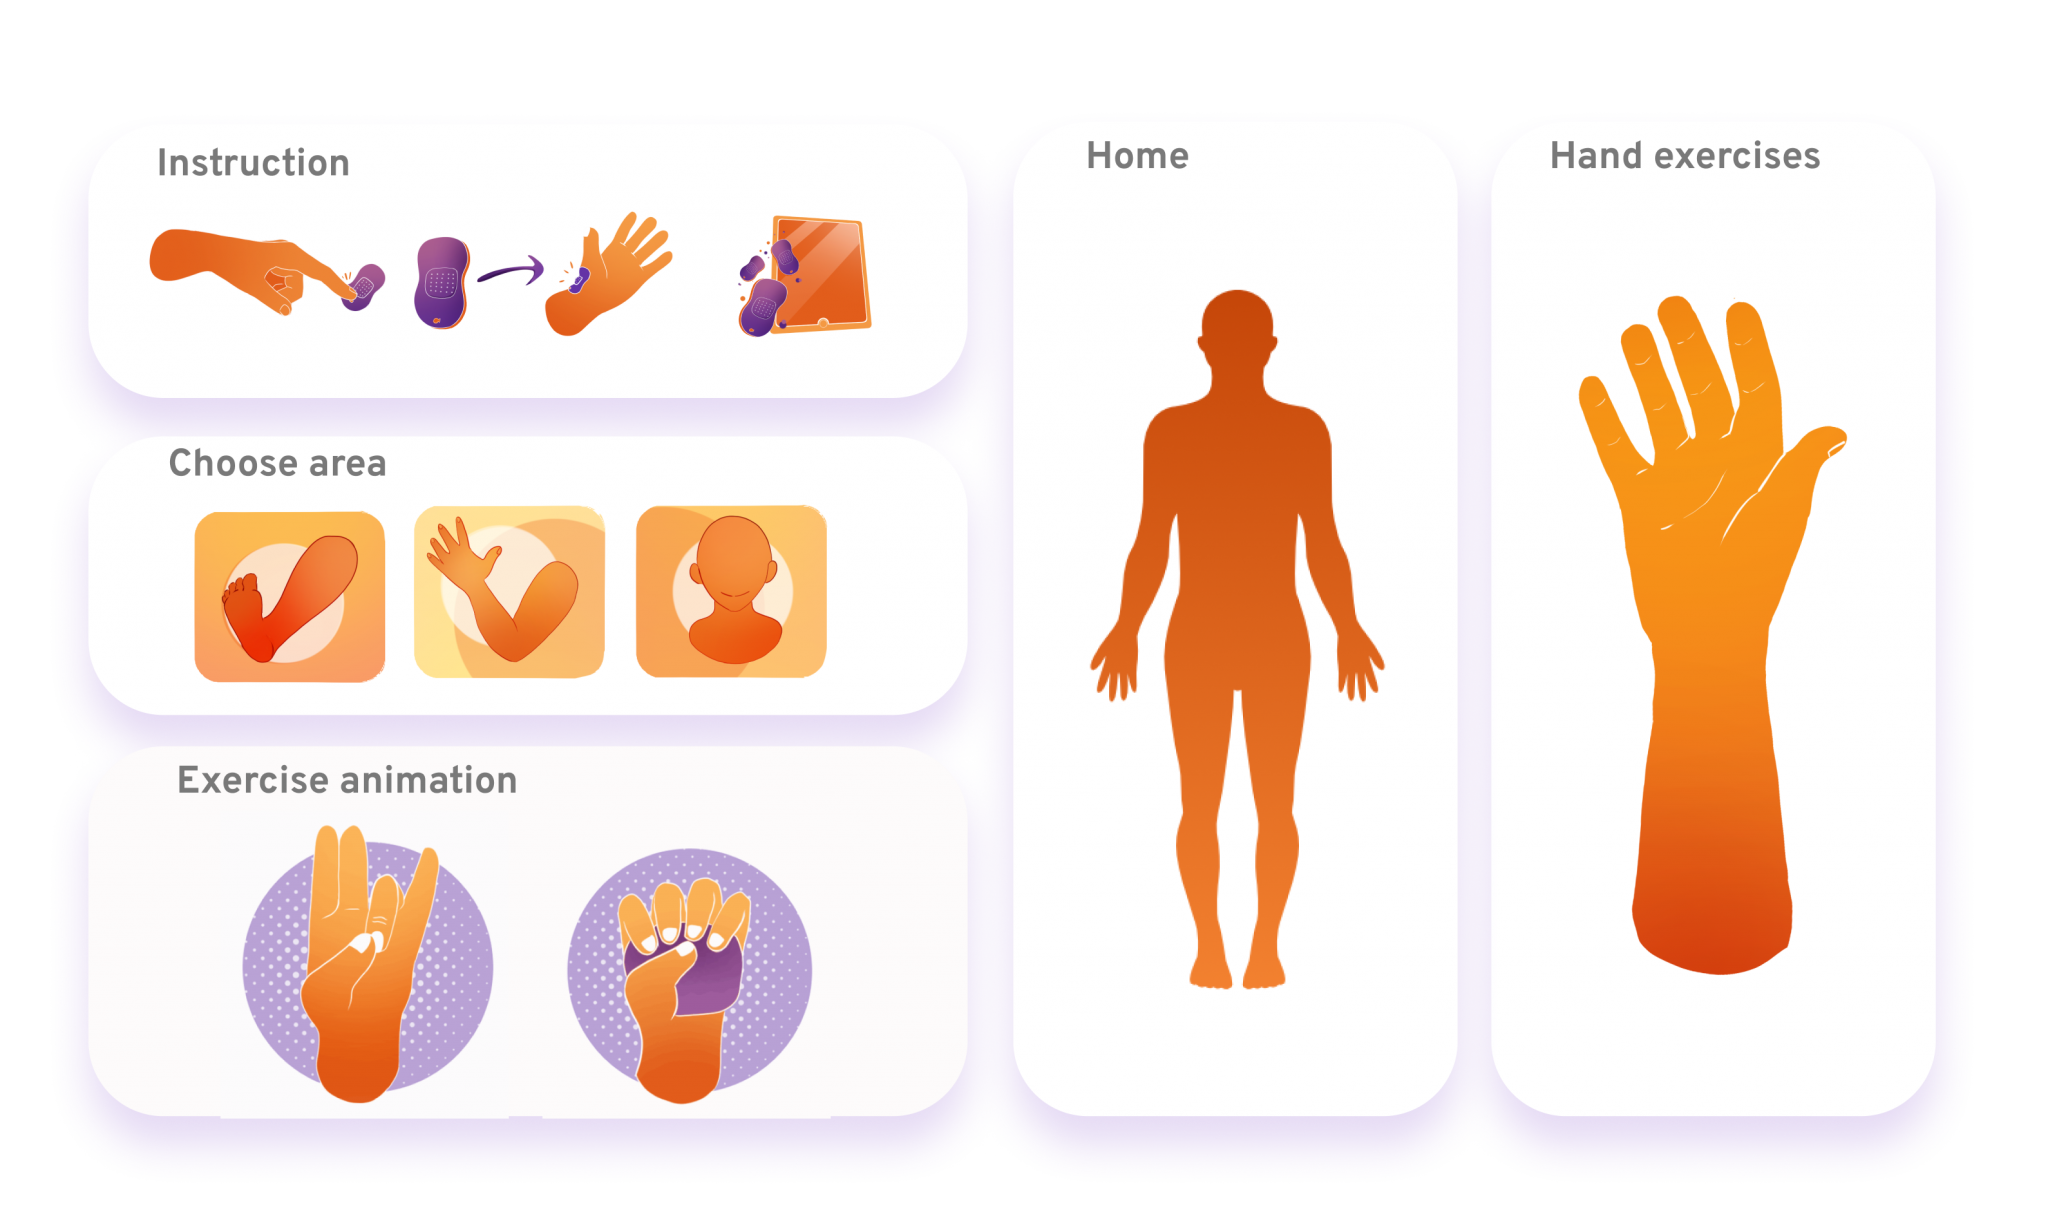 Instruction
Choose area
Exercise animation
Home
Hand exercises